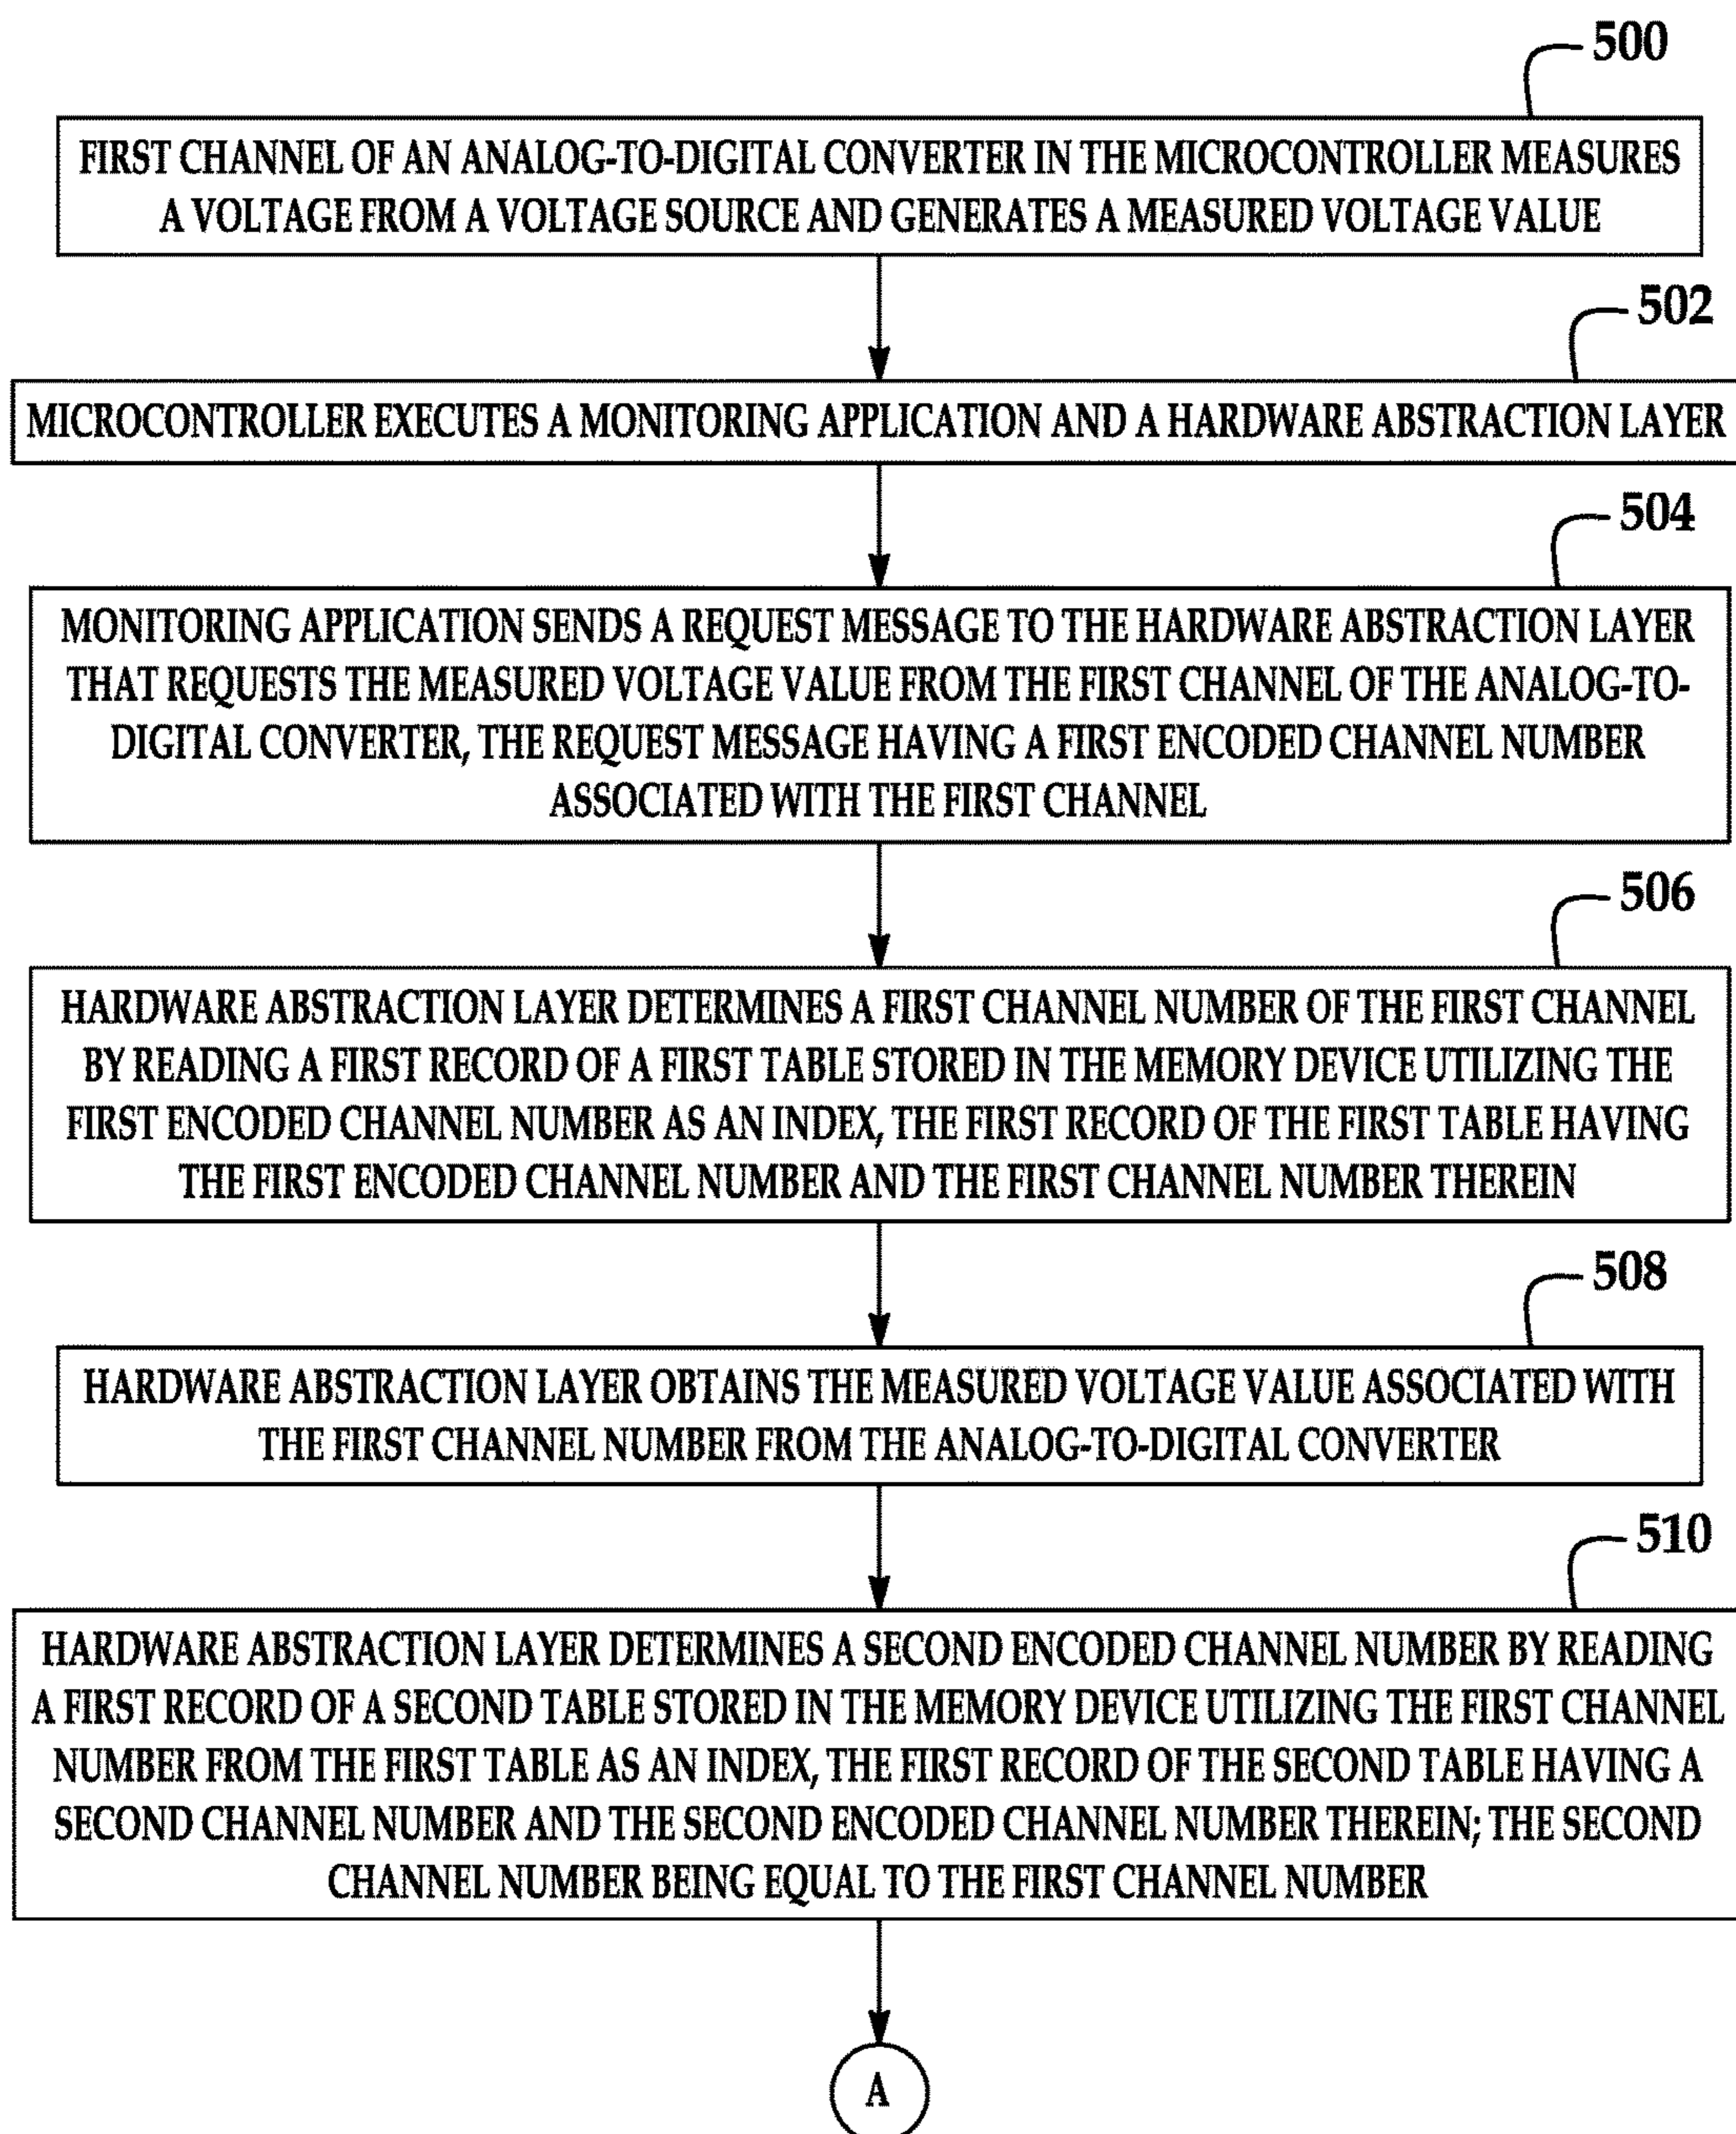 500
FIRST CHANNEL OF AN ANALOG-TO-DIGITAL CONVERTER IN THE MICROCONTROLLER MEASURES
A VOLTAGE FROM A VOLTAGE SOURCE AND GENERATES A MEASURED VOLTAGE VALUE
502
MICROCONTROLLER EXECUTES A MONITORING APPLICATION AND A HARDWARE ABSTRACTION LAYER
504
MONITORING APPLICATION SENDS A REQUEST MESSAGE TO THE HARDWARE ABSTRACTION LAYER
THAT REQUESTS THE MEASURED VOLTAGE VALUE FROM THE FIRST CHANNEL OF THE ANALOG-TO-
DIGITAL CONVERTER, THE REQUEST MESSAGE HAVING A FIRST ENCODED CHANNEL NUMBER
ASSOCIATED WITH THE FIRST CHANNEL
506
HARDWARE ABSTRACTION LAYER DETERMINES A FIRST CHANNEL NUMBER OF THE FIRST CHANNEL
BY READING A FIRST RECORD OF A FIRST TABLE STORED IN THE MEMORY DEVICE UTILIZING THE
FIRST ENCODED CHANNEL NUMBER AS AN INDEX, THE FIRST RECORD OF THE FIRST TABLE HAVING
THE FIRST ENCODED CHANNEL NUMBER AND THE FIRST CHANNEL NUMBER THEREIN
508
HARDWARE ABSTRACTION LAYER OBTAINS THE MEASURED VOLTAGE VALUE ASSOCIATED WITH
THE FIRST CHANNEL NUMBER FROM THE ANALOG-TO-DIGITAL CONVERTER
510
HARDWARE ABSTRACTION LAYER DETERMINES A SECOND ENCODED CHANNEL NUMBER BY READING
A FIRST RECORD OF A SECOND TABLE STORED IN THE MEMORY DEVICE UTILIZING THE FIRST CHANNEL
NUMBER FROM THE FIRST TABLE AS AN INDEX, THE FIRST RECORD OF THE SECOND TABLE HAVING A
SECOND CHANNEL NUMBER AND THE SECOND ENCODED CHANNEL NUMBER THEREIN; THE SECOND
CHANNEL NUMBER BEING EQUAL TO THE FIRST CHANNEL NUMBER
A